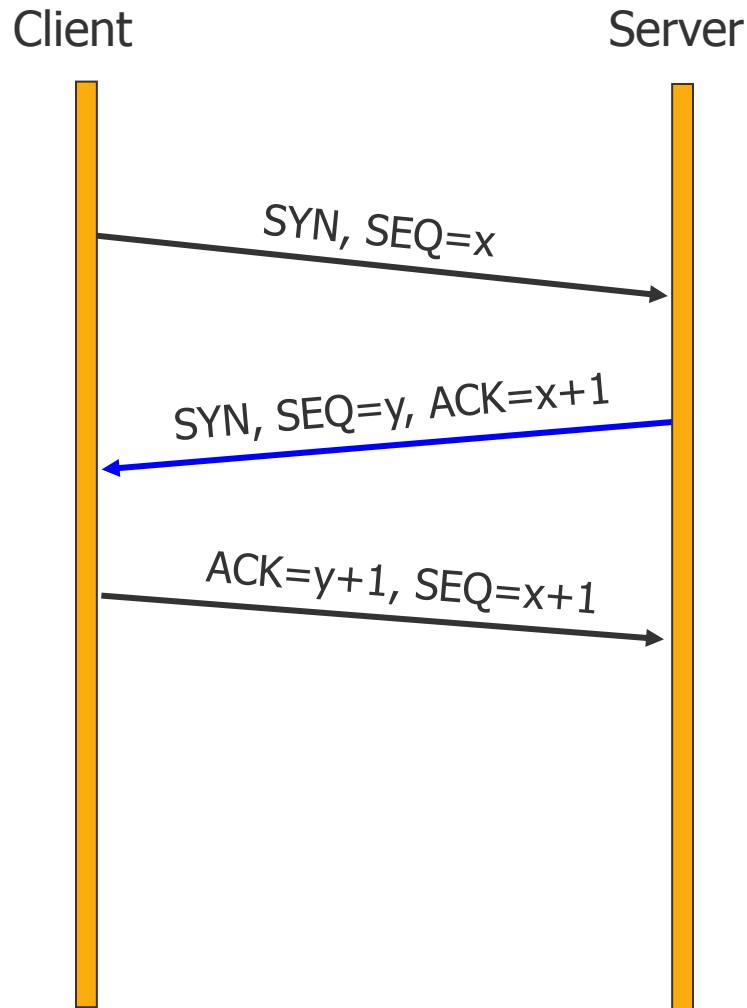 Client
Server
SYN, SEQ=x
SYN, SEQ=y, ACK=x+1
ACK=y+1, SEQ=x+1